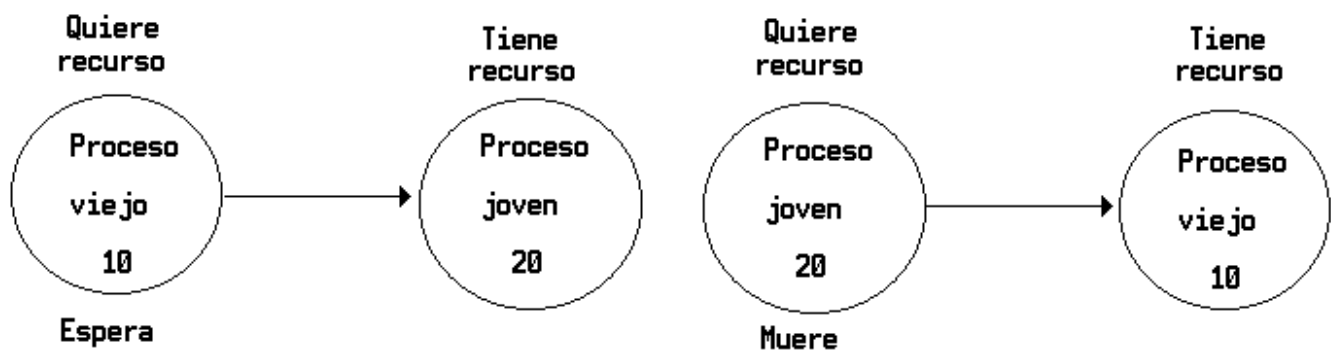 Quiere
recurso
Proceso
viejo
10
Espera
Tiene
recurso
Proceso
joven
20
Quiere
recurso
Proceso
joven
20
Muere
Tiene
recurso
Proceso
viejo
10